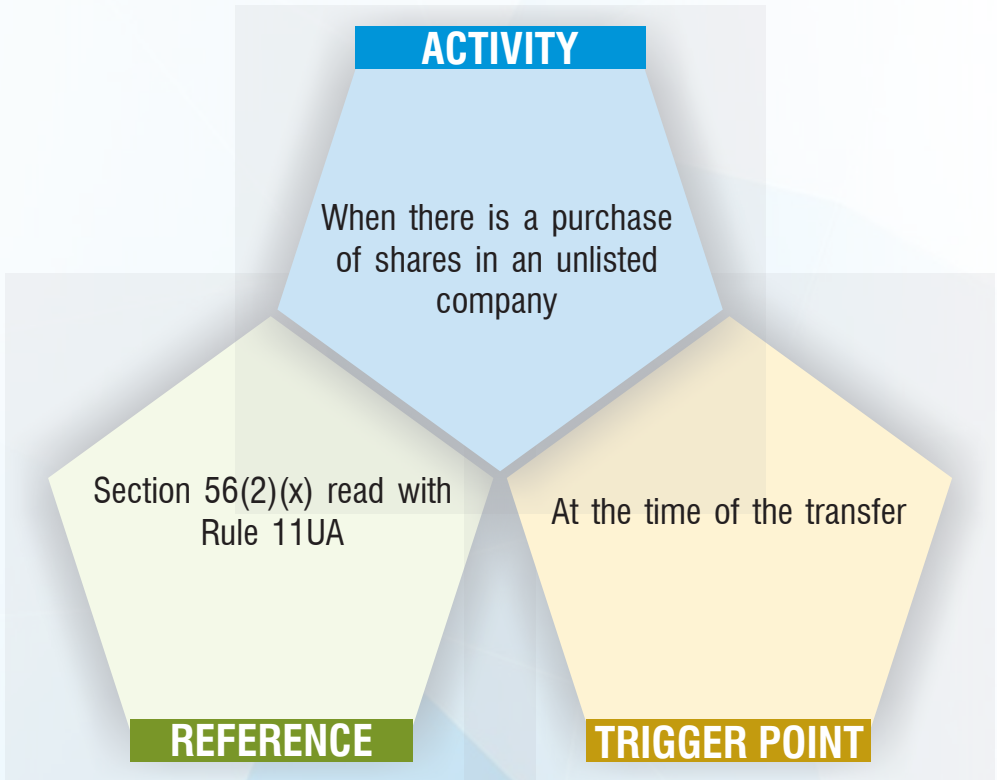 ACTIVITY
When there is a purchase
of shares in an unlisted
company
Section 56(2)(x) read with
Rule 11UA
At the time of the transfer
REFERENCE
TRIGGER POINT